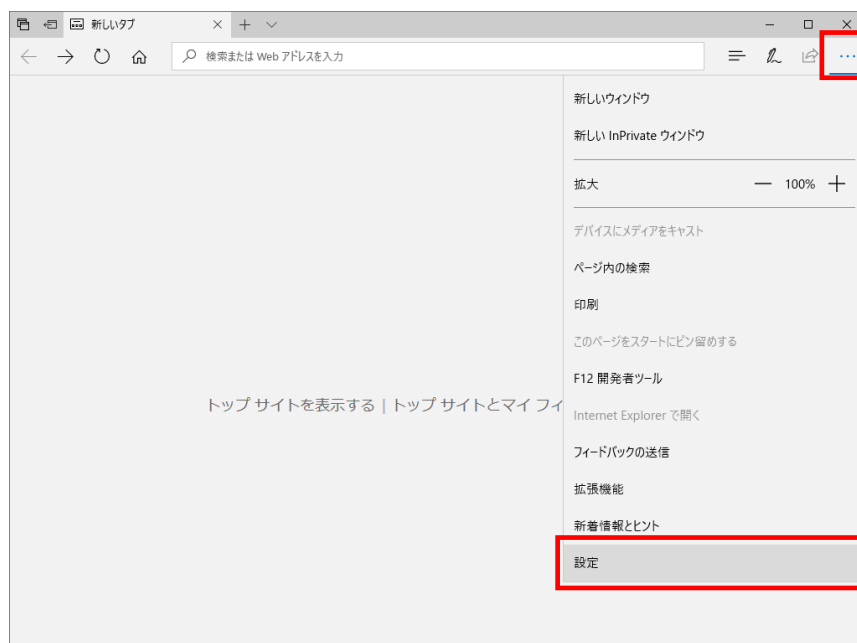 新しいタブ
検索または Web アドレスを入力
新しいウィンドウ
新しい InPrivate ウィンドウ
拡大 100%
デバイスにメディアをキャスト
ページ内の検索
印刷
このページをスタートにピン留めする
F12 開発者ツール
トップ サイトを表示する | トップ サイトとマイ フィ
Internet Explorer で開く
フィードバックの送信
拡張機能
新着情報とヒント
設定